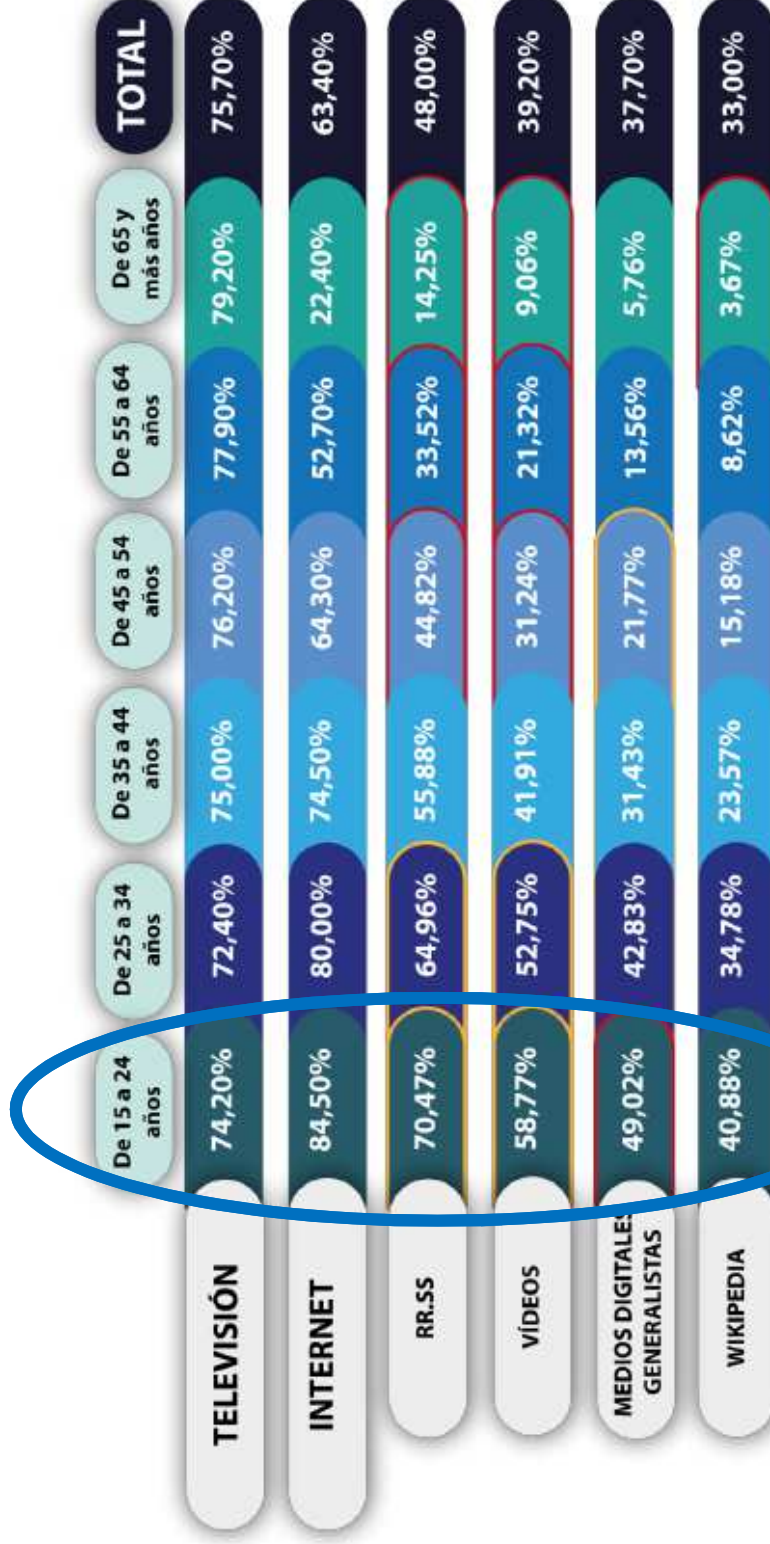 De 15 a 24
años
De 25 a 34
años
De 35 a 44
años
De 45 a 54
años
De 55 a 64
años
De 65 y
más años
TOTAL
TELEVISIÓN 74,20% 72,40% 75,00% 76,20% 77,90% 79,20% 75,70%
INTERNET 84,50% 80,00% 74,50% 64,30% 52,70% 22,40% 63,40%
RR.SS 70,47% 64,96% 55,88% 44,82% 33,52% 14,25% 48,00%
VÍDEOS 58,77% 52,75% 41,91% 31,24% 21,32% 9,06% 39,20%
MEDIOS DIGITALES
GENERALISTAS
49,02% 42,83% 31,43% 21,77% 13,56% 5,76% 37,70%
WIKIPEDIA 40,88% 34,78% 23,57% 15,18% 8,62% 3,67% 33,00%